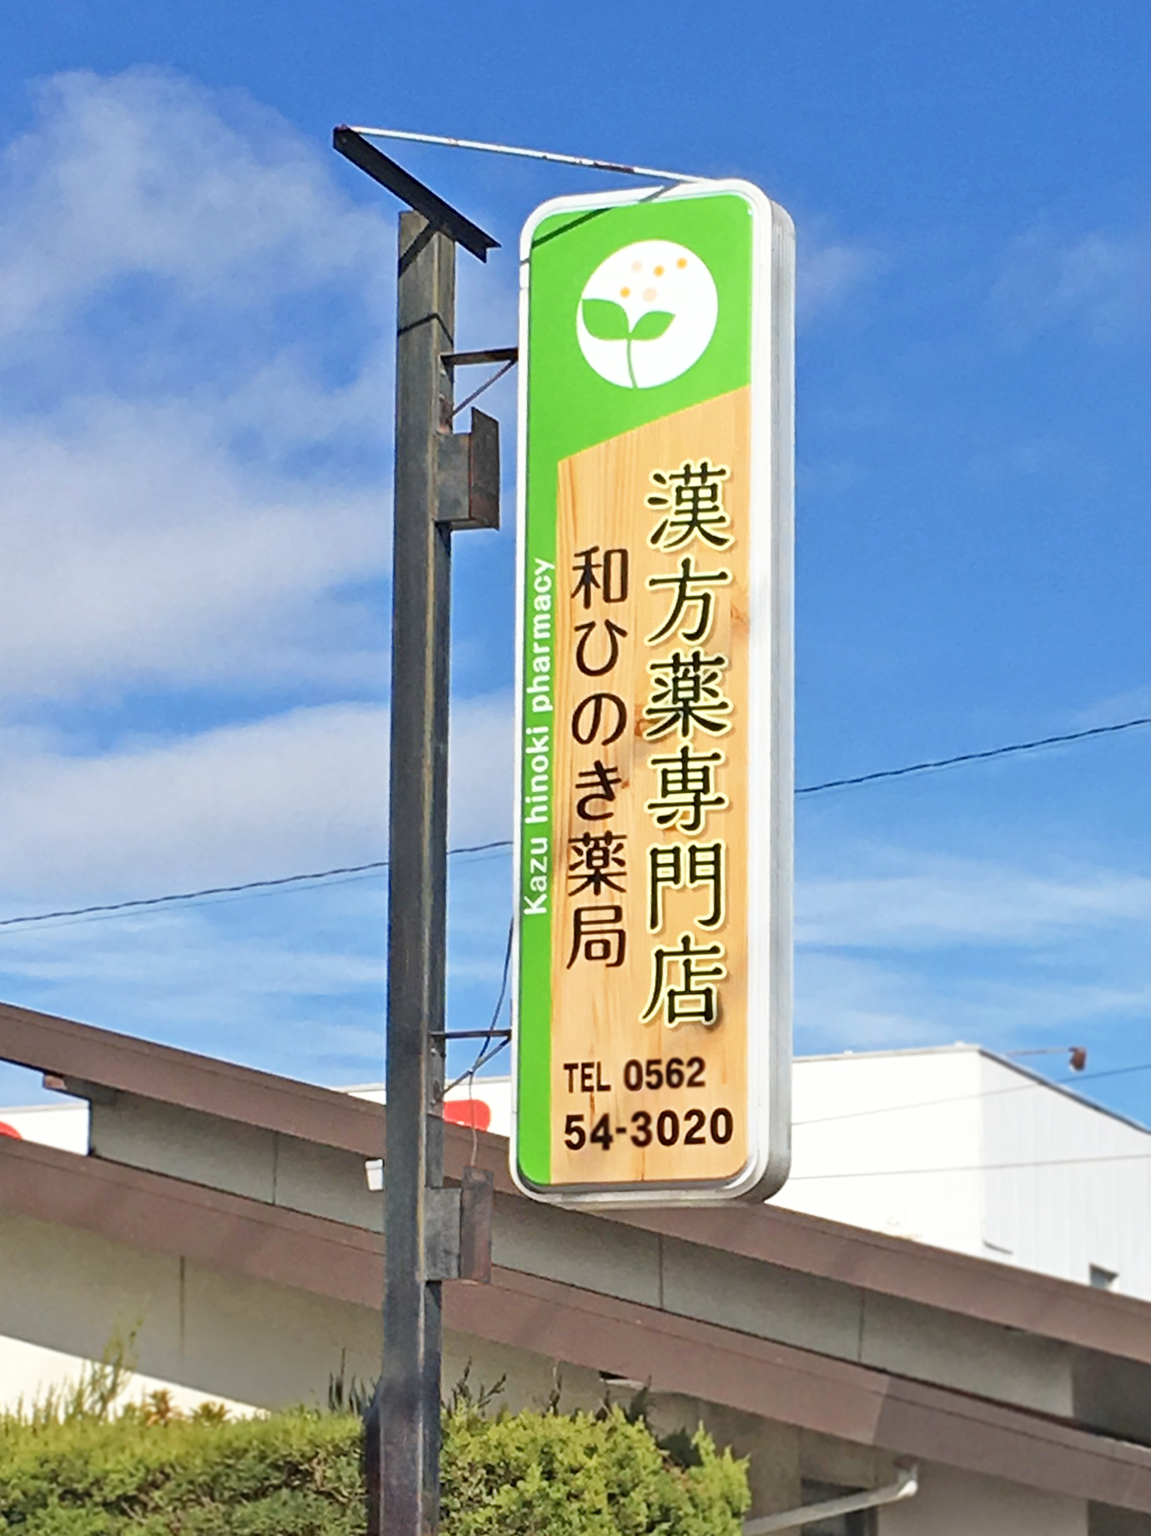 漢方薬専門店
和ひのき薬局
Kazu hinoki pharmacy
TEL 0562
54-3020